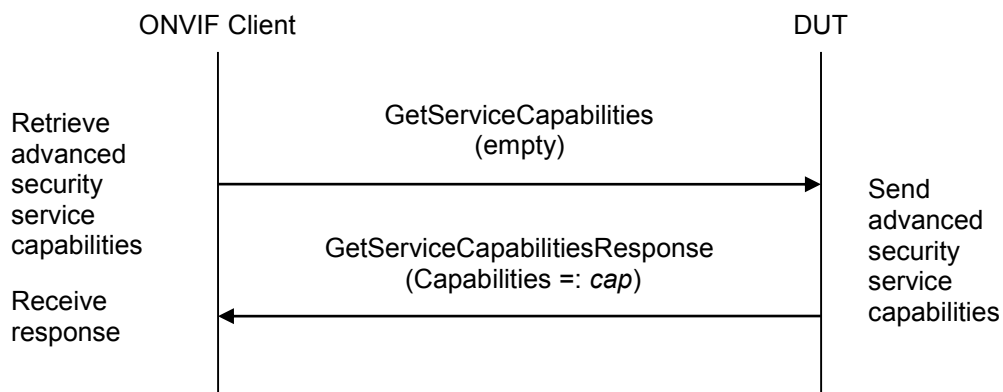 ONVIF Client
DUT
Retrieve
advanced
security
service
capabilities
GetServiceCapabilities
(empty)
Send
advanced
security
service
capabilities
GetServiceCapabilitiesResponse
(Capabilities =: cap)
Receive
response